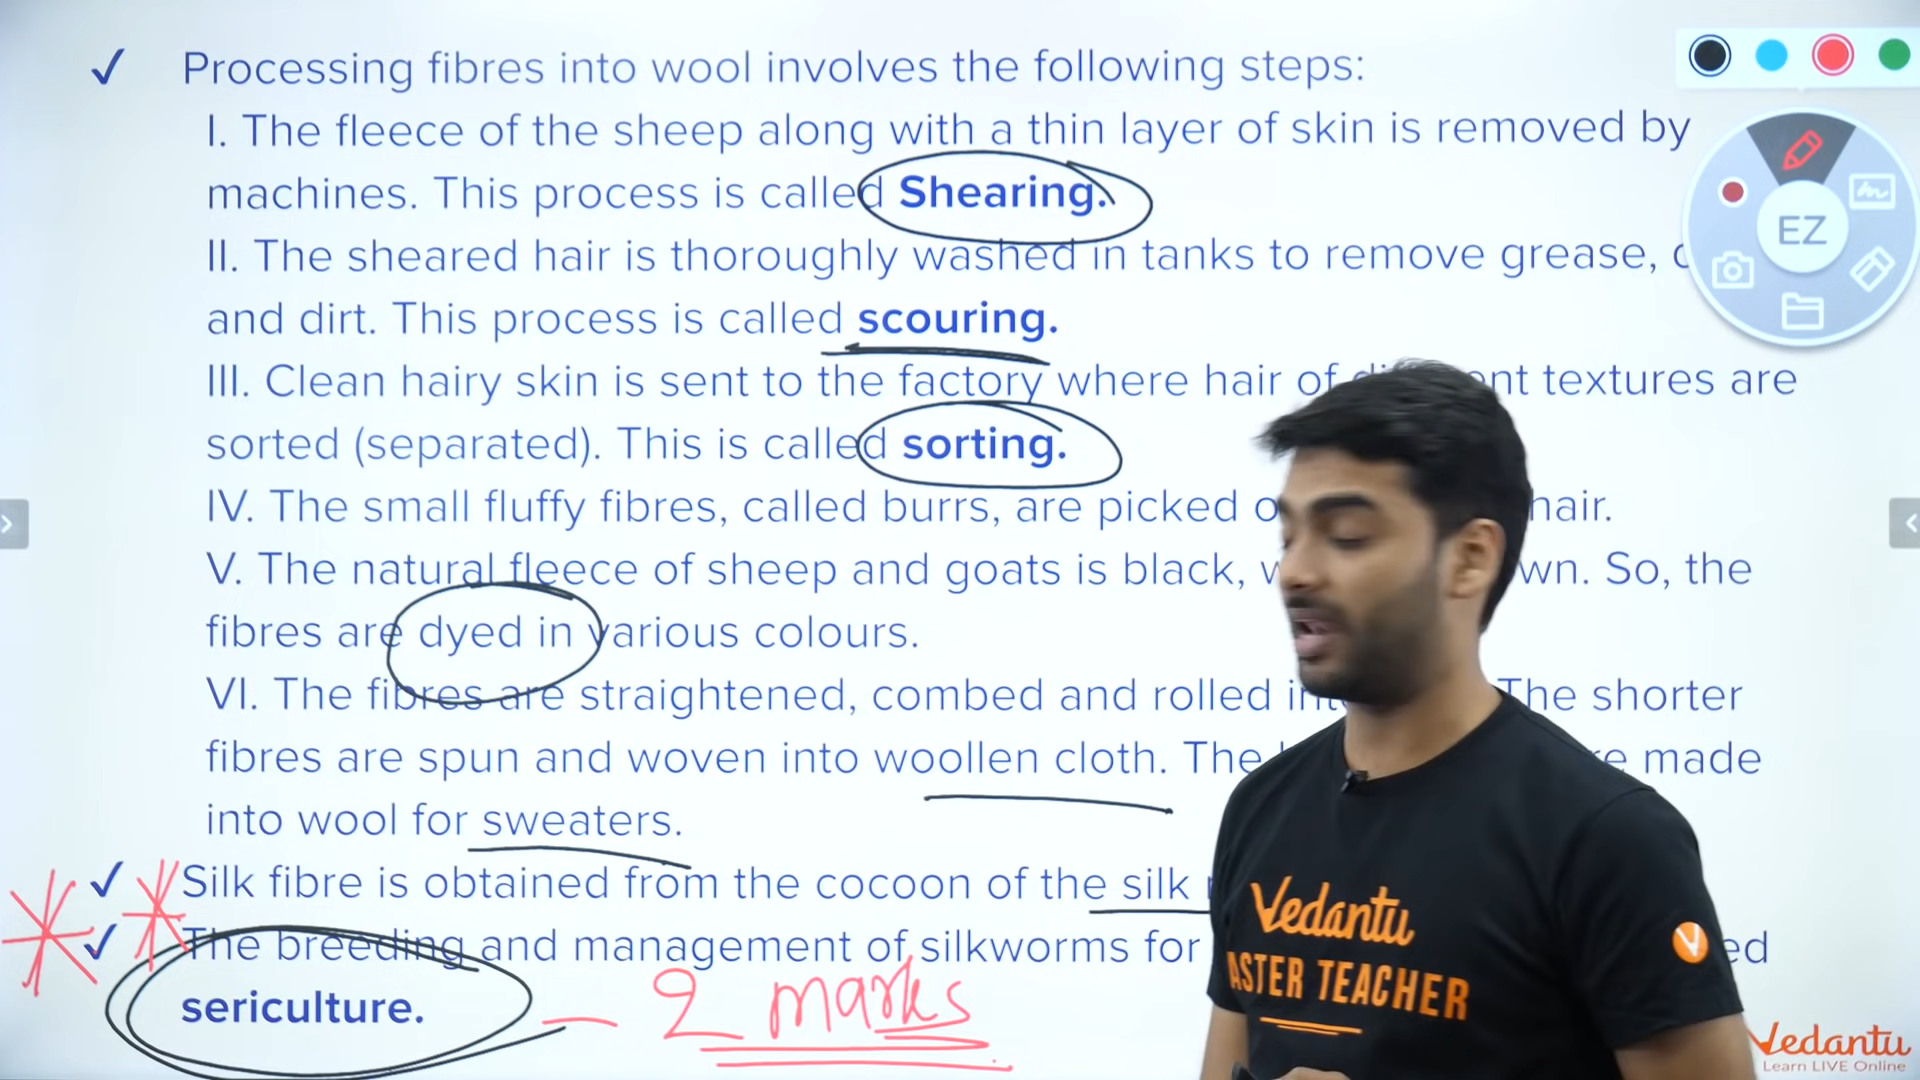 ✓ Processing fibres into wool involves the following steps:
I. The fleece of the sheep along with a thin layer of skin is removed by
machines. This process is called Shearing.
II. The sheared hair is thoroughly washed in tanks to remove grease,
and dirt. This process is called scouring.
III. Clean hairy skin is sent to the factory where hair of textures are
sorted (separated). This is called sorting.
IV. The small fluffy fibres, called burrs, are picked hair.
V. The natural fleece of sheep and goats is black, So, the
fibres are dyed in various colours.
VI. The fibres are straightened, combed and rolled The shorter
fibres are spun and woven into woollen cloth. The made
into wool for sweaters.
✓ Silk fibre is obtained from the cocoon of the silk
✓ The breeding and management of silkworms for
sericulture. — 2 marks
EZ
Vedantu
ASTER TEACHER
V
Vedantu
Learn LIVE Online